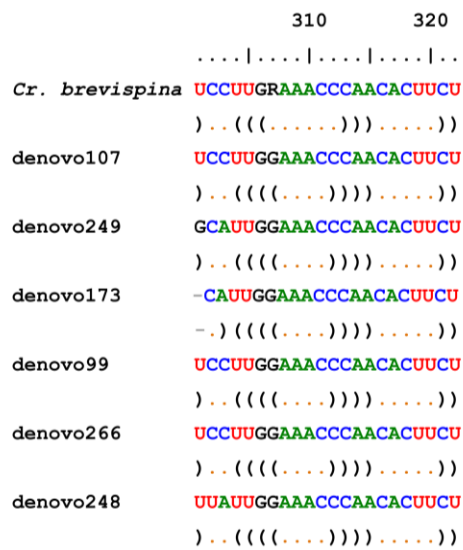 310 320
....|....|....|....|..
Cr. brevispina UCCUUGRAAACCCAACACUUCU
)..(((......))).....))
denovo107 UCCUUGGAAACCCAACACUUCU
)..((((....)))).....))
denovo249 GCAUUGGAAACCCAACACUUCU
)..((((....)))).....))
denovo173 -CAUUGGAAACCCAACACUUCU
-.)((((....)))).....))
denovo99 UCCUUGGAAACCCAACACUUCU
)..((((....)))).....))
denovo266 UCCUUGGAAACCCAACACUUCU
)..((((....)))).....))
denovo248 UUAUUGGAAACCCAACACUUCU
)..((((....)))).....))